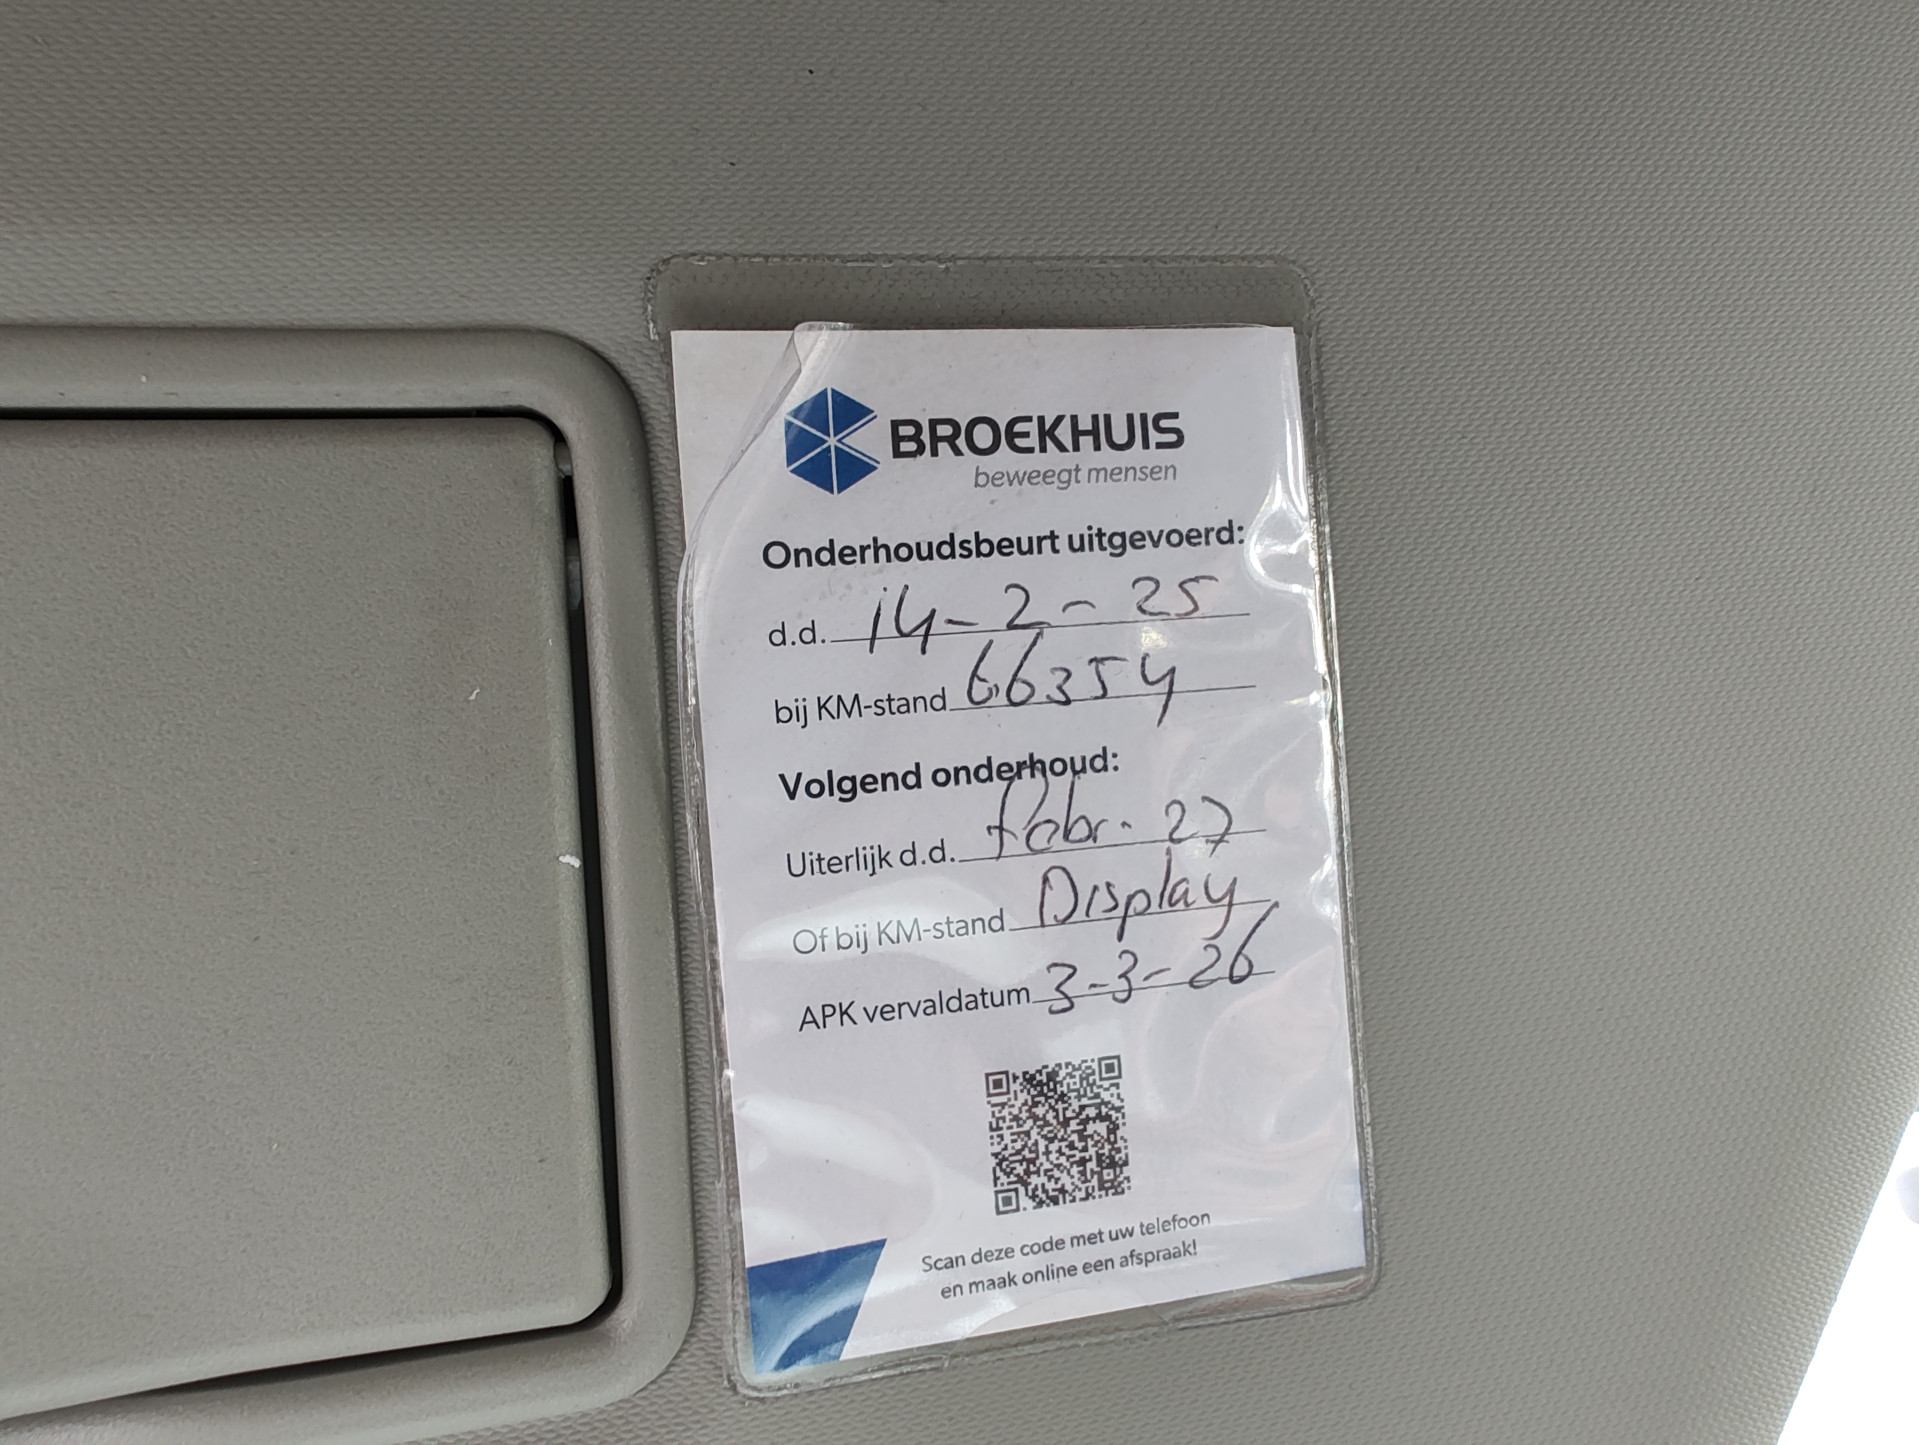 BROEKHUIS
beweegt mensen
Onderhoudsbeurt uitgevoerd:
d.d. 14-2-25
bij KM-stand 66354
Volgend onderhoud:
Uiterlijk d.d. febr. 27
Of bij KM-stand Display
APK vervaldatum 3-3-26
Scan deze code met uw telefoon
en maak online een afspraak!